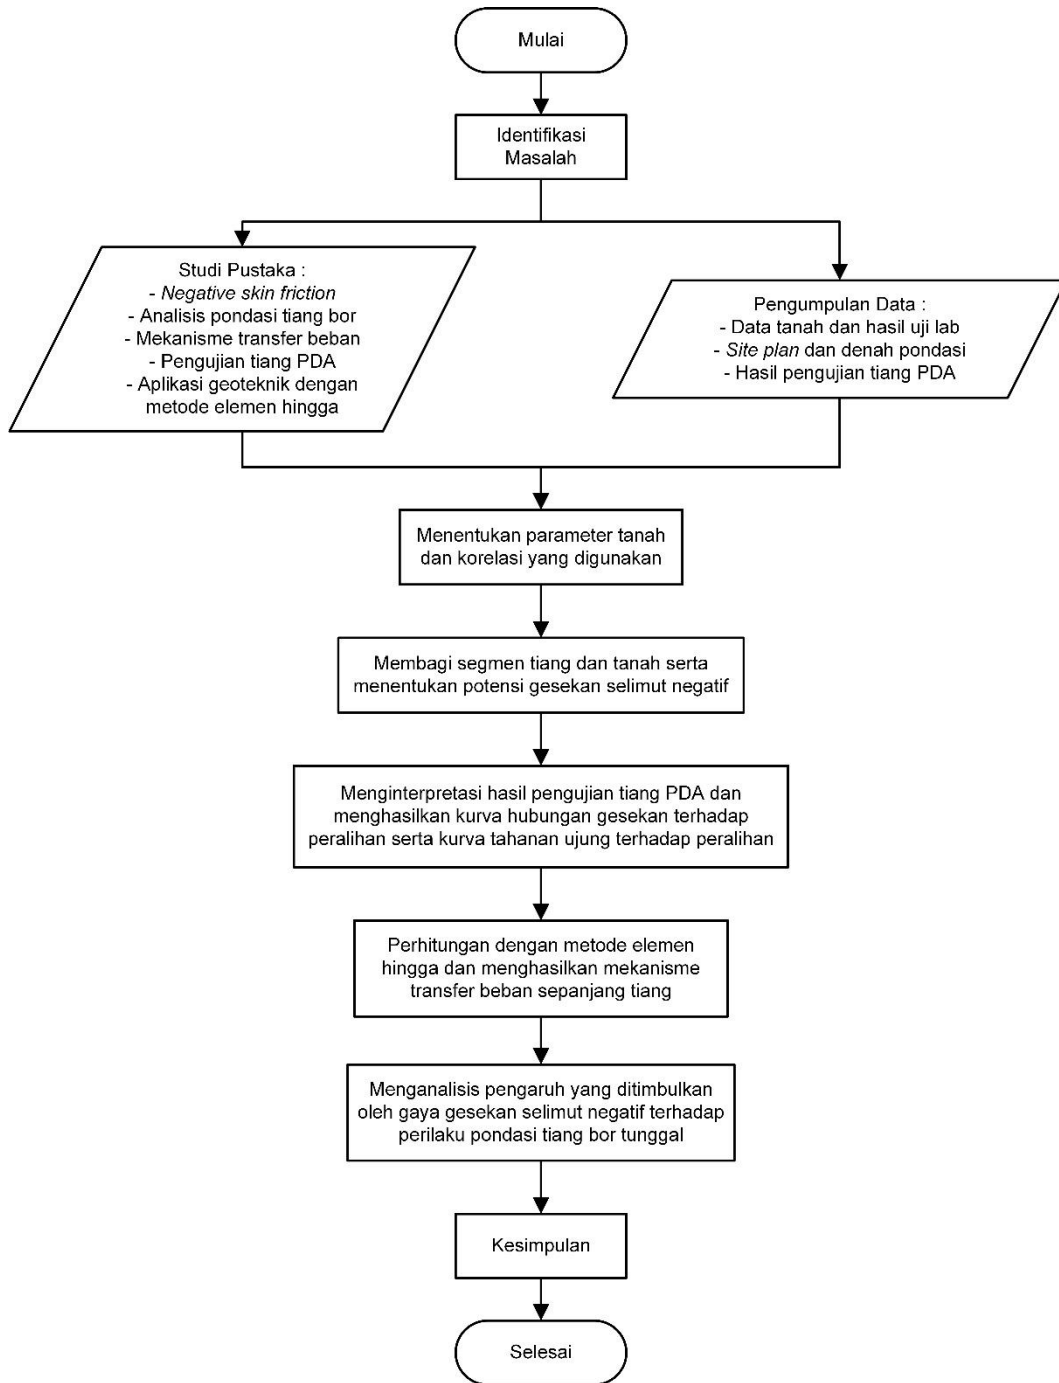 Mulai
Identifikasi
Masalah
Studi Pustaka :
- Negative skin friction
- Analisis pondasi tiang bor
- Mekanisme transfer beban
- Pengujian tiang PDA
- Aplikasi geoteknik dengan
metode elemen hingga
Pengumpulan Data :
- Data tanah dan hasil uji lab
- Site plan dan denah pondasi
- Hasil pengujian tiang PDA
Menentukan parameter tanah
dan korelasi yang digunakan
Membagi segmen tiang dan tanah serta
menentukan potensi gesekan selimut negatif
Menginterpretasi hasil pengujian tiang PDA dan
menghasilkan kurva hubungan gesekan terhadap
peralihan serta kurva tahanan ujung terhadap peralihan
Perhitungan dengan metode elemen
hingga dan menghasilkan mekanisme
transfer beban sepanjang tiang
Menganalisis pengaruh yang ditimbulkan
oleh gaya gesekan selimut negatif terhadap
perilaku pondasi tiang bor tunggal
Kesimpulan
Selesai